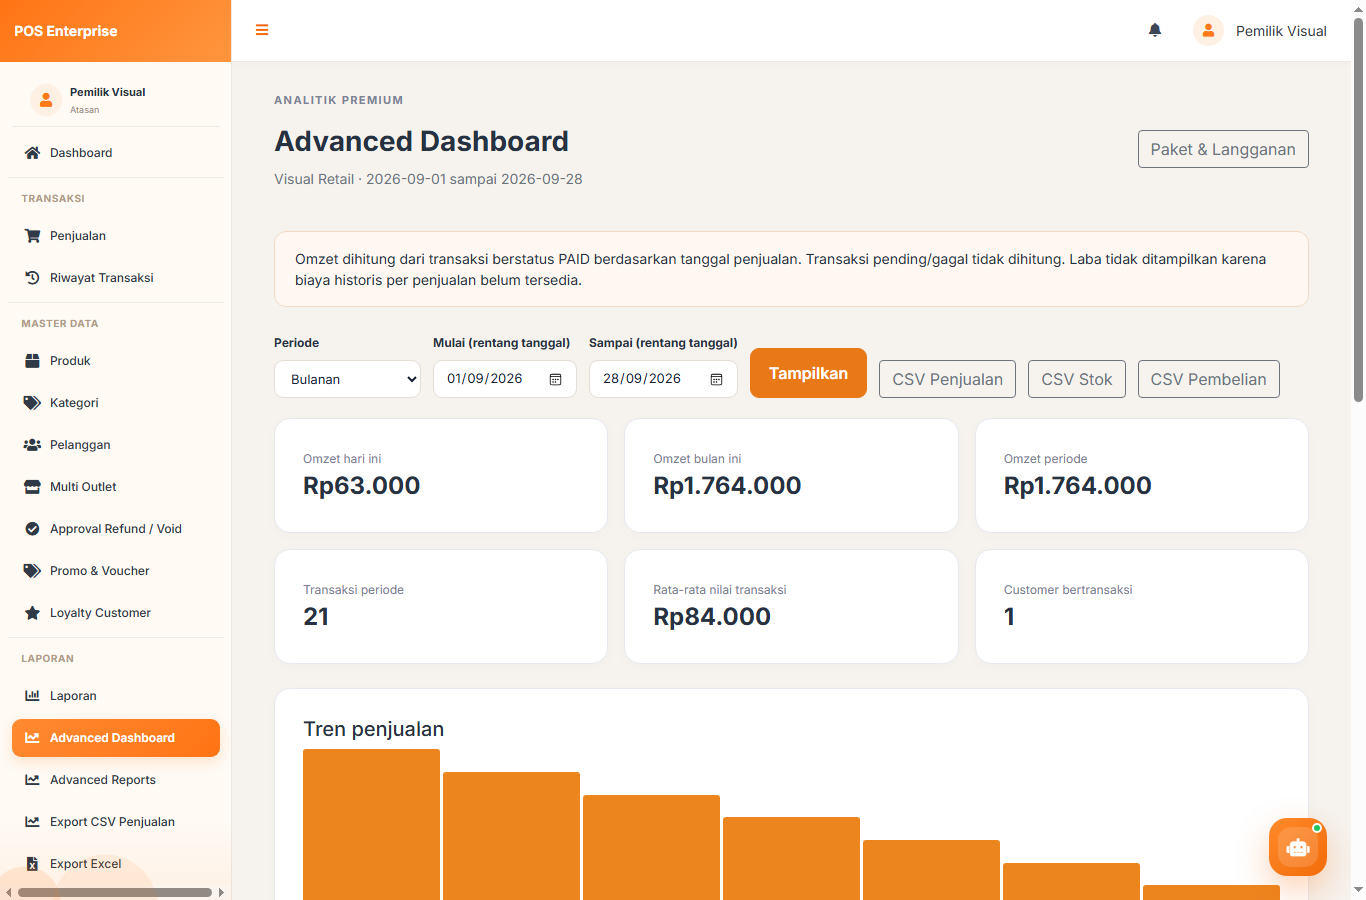 POS Enterprise
Pemilik Visual
Pemilik Visual
Atasan
Dashboard
TRANSAKSI
Penjualan
Riwayat Transaksi
MASTER DATA
Produk
Kategori
Pelanggan
Multi Outlet
Approval Refund / Void
Promo & Voucher
Loyalty Customer
LAPORAN
Laporan
Advanced Dashboard
Advanced Reports
Export CSV Penjualan
Export Excel
ANALITIK PREMIUM
Advanced Dashboard
Visual Retail · 2026-09-01 sampai 2026-09-28
Paket & Langganan
Omzet dihitung dari transaksi berstatus PAID berdasarkan tanggal penjualan. Transaksi pending/gagal tidak dihitung. Laba tidak ditampilkan karena
biaya historis per penjualan belum tersedia.
Periode
Bulanan
Mulai (rentang tanggal)
01/09/2026
Sampai (rentang tanggal)
28/09/2026
Tampilkan
CSV Penjualan
CSV Stok
CSV Pembelian
Omzet hari ini
Rp63.000
Omzet bulan ini
Rp1.764.000
Omzet periode
Rp1.764.000
Transaksi periode
21
Rata-rata nilai transaksi
Rp84.000
Customer bertransaksi
1
Tren penjualan